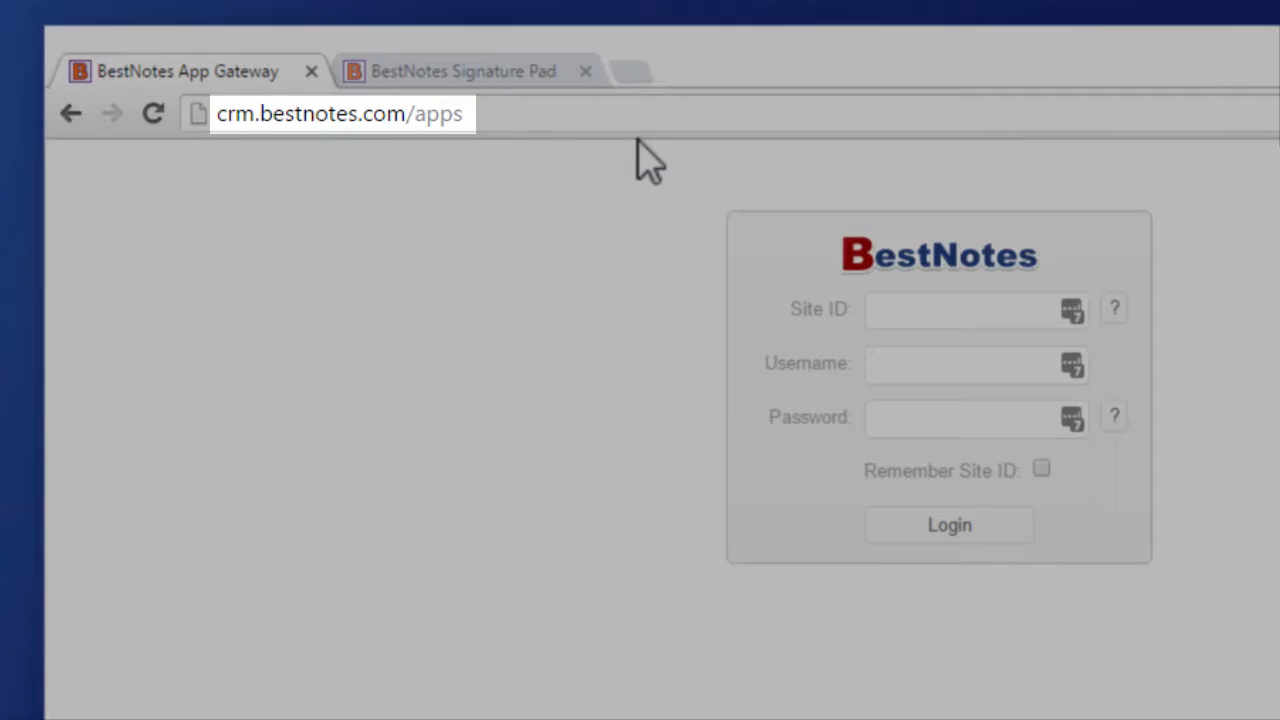 BestNotes App Gateway
BestNotes Signature Pad
crm.bestnotes.com/apps
BestNotes
Site ID:
?
Username:
Password:
?
Remember Site ID:
Login